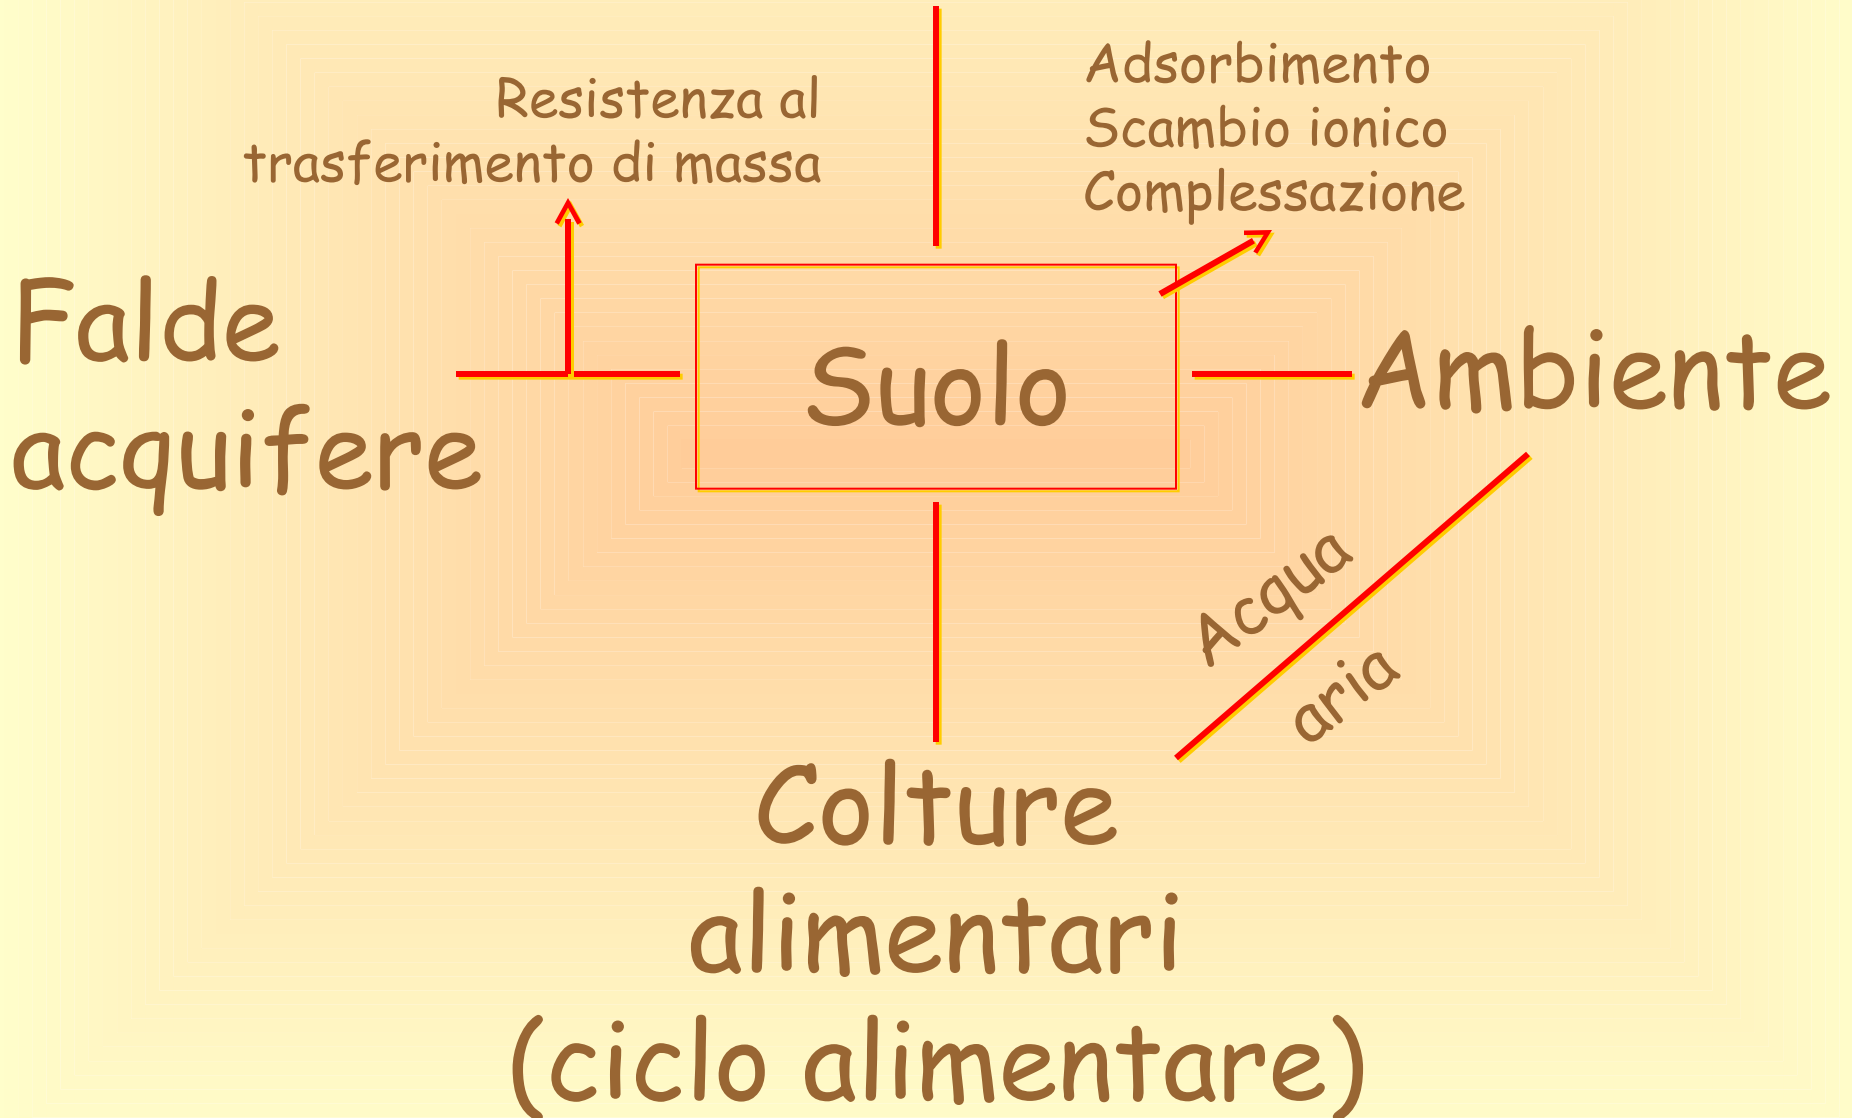 Resistenza al
trasferimento di massa
Adsorbimento
Scambio ionico
Complessazione
Falde
acquifere
Suolo
Ambiente
Acqua
aria
Colture
alimentari
(ciclo alimentare)